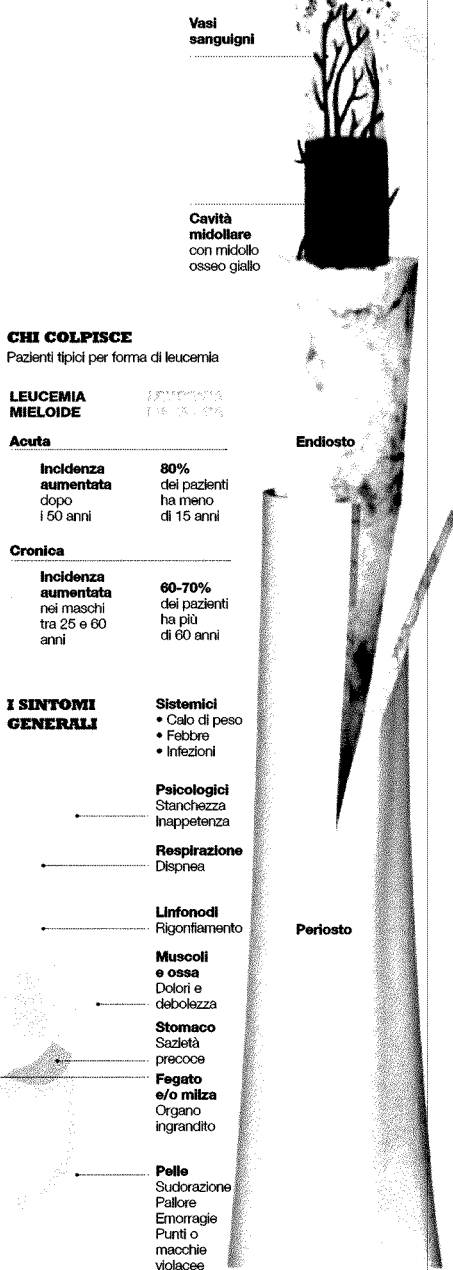 Vasi
sanguigni
Cavità
midollare
con midollo
osseo giallo
CHI COLPISCE
Pazienti tipici per forma di leucemia
LEUCEMIA
MIELOIDE
Acuta
Incidenza
aumentata
dopo
i 50 anni
80%
dei pazienti
ha meno
di 15 anni
Cronica
Incidenza
aumentata
nei maschi
tra 25 e 60
anni
60-70%
dei pazienti
ha più
di 60 anni
Endiosto
I SINTOMI
GENERALI
Sistemici
• Calo di peso
• Febbre
• Infezioni
Psicologici
Stanchezza
Inappetenza
Respirazione
Dispnea
Linfonodi
Rigonfiamento
Periosto
Muscoli
e ossa
Dolori e
debolezza
Stomaco
Sazietà
precoce
Fegato
e/o milza
Organo
ingrandito
Pelle
Sudorazione
Pallore
Emorragie
Punti o
macchie
violacee